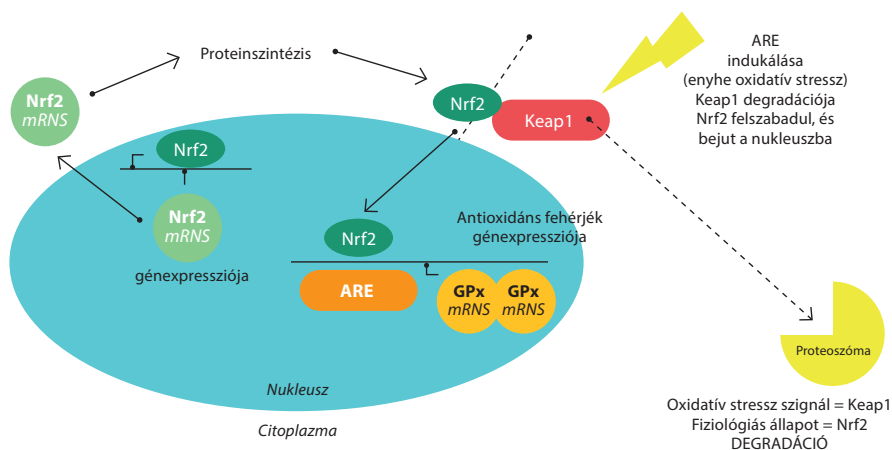 Proteinszintézis
Nrf2
mRNS
Nrf2
Keap1
ARE
indukálása
(enyhe oxidatív stressz)
Keap1 degradációja
Nrf2 felszabadul, és
bejut a nukleuszba
Nrf2
Nrf2
mRNS
génexpressziója
Nrf2
Antioxidáns fehérjék
génexpressziója
ARE
GPx
mRNS
GPx
mRNS
Nukleusz
Citoplazma
Proteoszóma
Oxidatív stressz szignál = Keap1
Fiziológiás állapot = Nrf2
DEGRADÁCIÓ